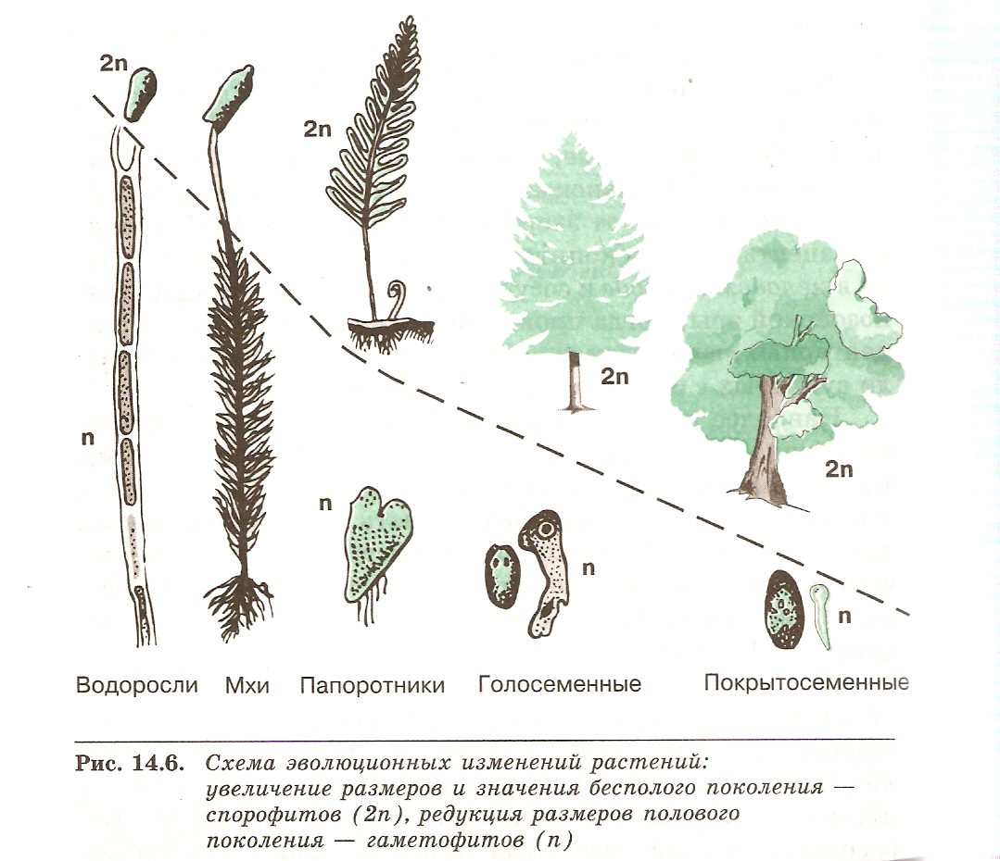 2n
2n
2n
2n
n
n
n
n
Водоросли Мхи Папоротники Голосеменные Покрытосеменные
Рис. 14.6. Схема эволюционных изменений растений:
увеличение размеров и значения бесполого поколения —
спорофитов (2n), редукция размеров полового
поколения — гаметофитов (n)